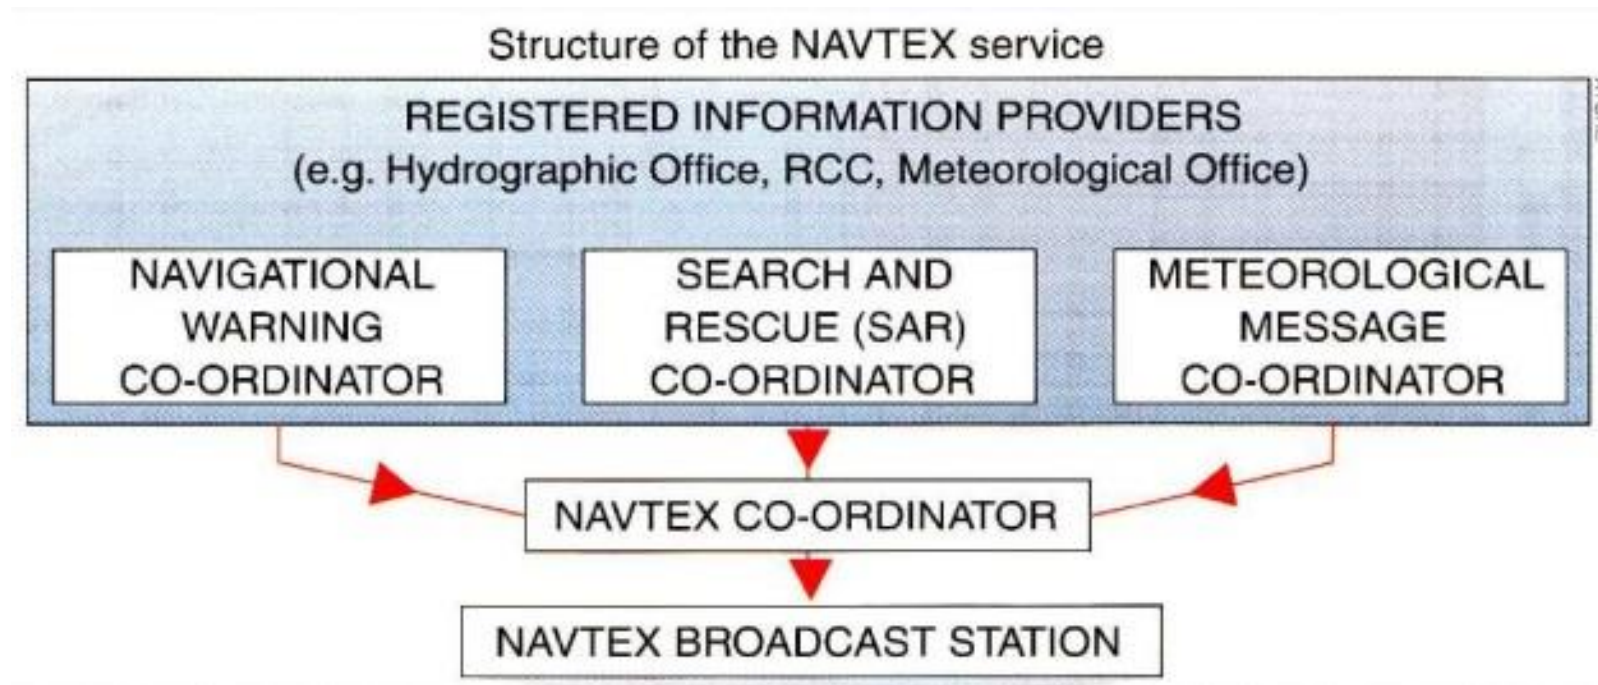 Structure of the NAVTEX service
REGISTERED INFORMATION PROVIDERS
(e.g. Hydrographic Office, RCC, Meteorological Office)
NAVIGATIONAL
WARNING
CO-ORDINATOR
SEARCH AND
RESCUE (SAR)
CO-ORDINATOR
METEOROLOGICAL
MESSAGE
CO-ORDINATOR
NAVTEX CO-ORDINATOR
NAVTEX BROADCAST STATION